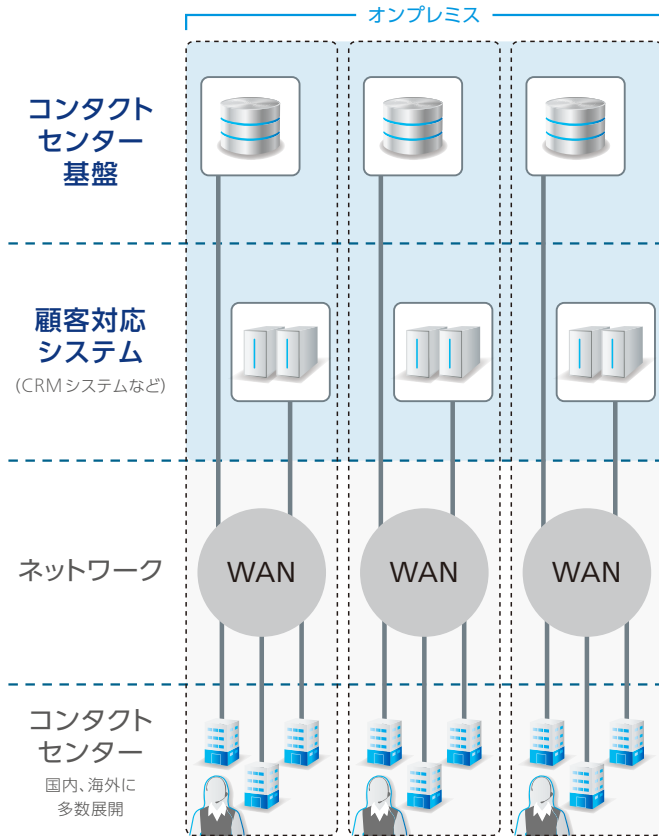 オンプレミス
コンタクト
センター
基盤
顧客対応
システム
(CRMシステムなど)
ネットワーク
WAN
WAN
WAN
コンタクト
センター
国内、海外に
多数展開